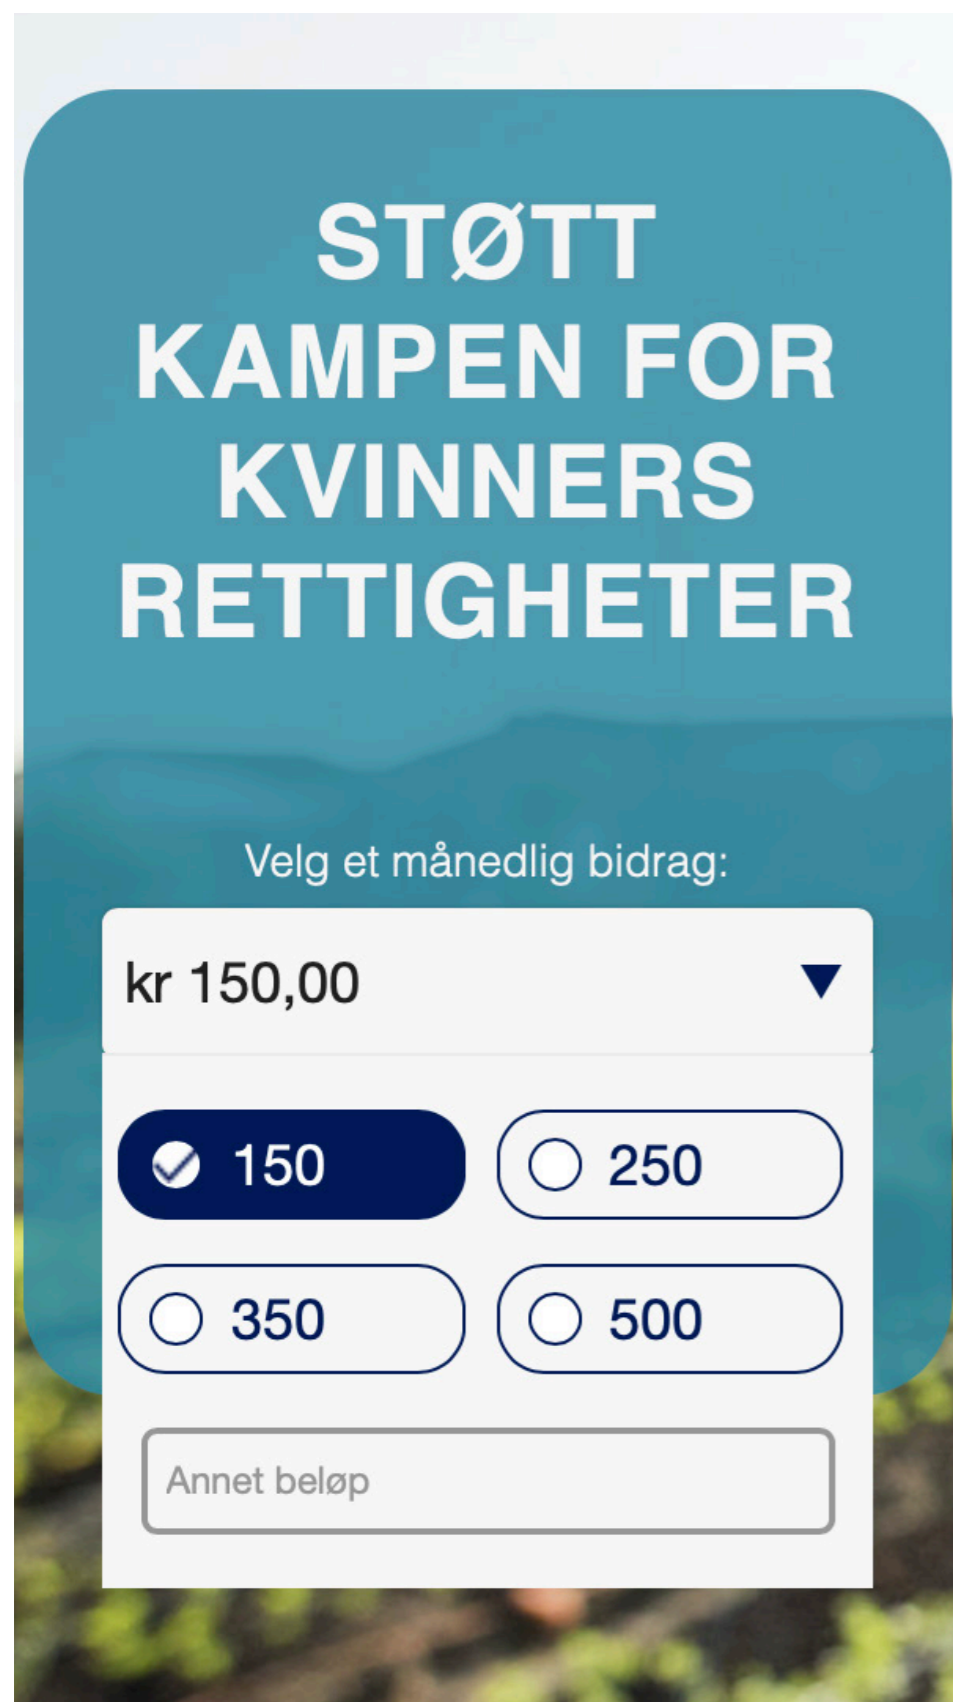 STØTT
KAMPEN FOR
KVINNERS
RETTIGHETER
Velg et månedlig bidrag:
kr 150,00
150
250
350
500
Annet beløp